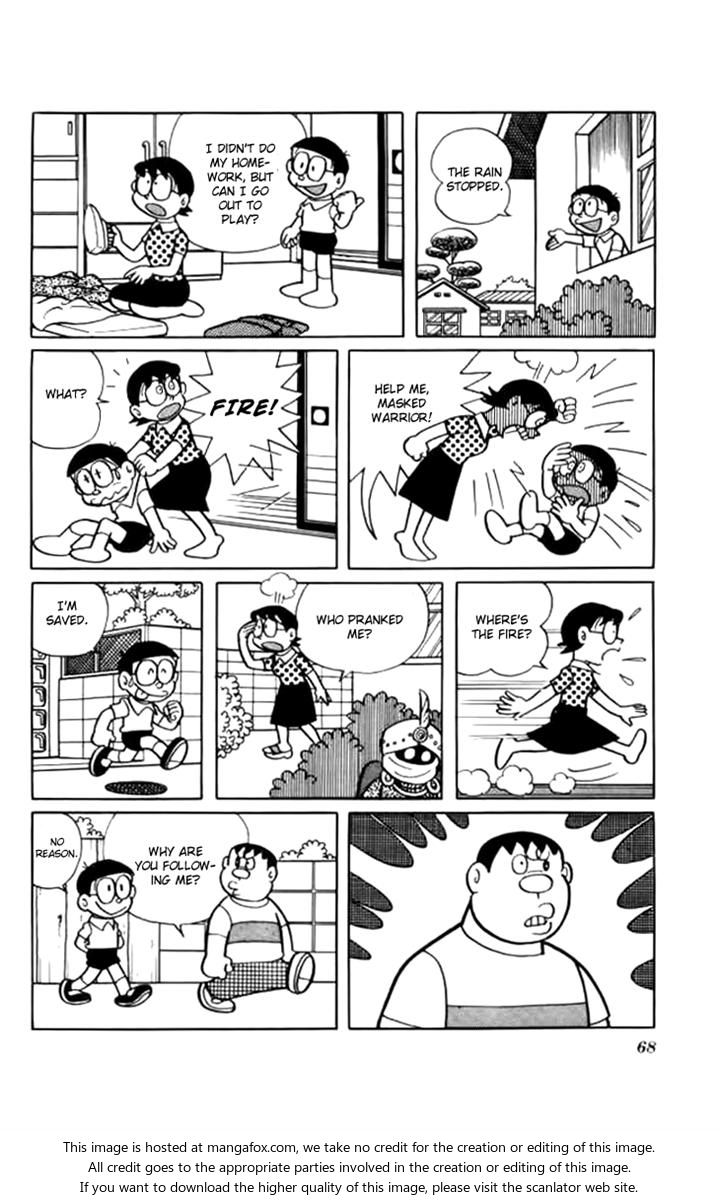 THE RAIN
STOPPED.
I DIDN'T DO
MY HOME-
WORK, BUT
CAN I GO
OUT TO
PLAY?
HELP ME,
MASKED
WARRIOR!
FIRE!
WHAT?
WHERE'S
THE FIRE?
WHO PRANKED
ME?
I'M
SAVED.
WHY ARE
YOU FOLLOW-
ING ME?
NO
REASON.
68
This image is hosted at mangafox.com, we take no credit for the creation or editing of this image.
All credit goes to the appropriate parties involved in the creation or editing of this image.
If you want to download the higher quality of this image, please visit the scanlator web site.